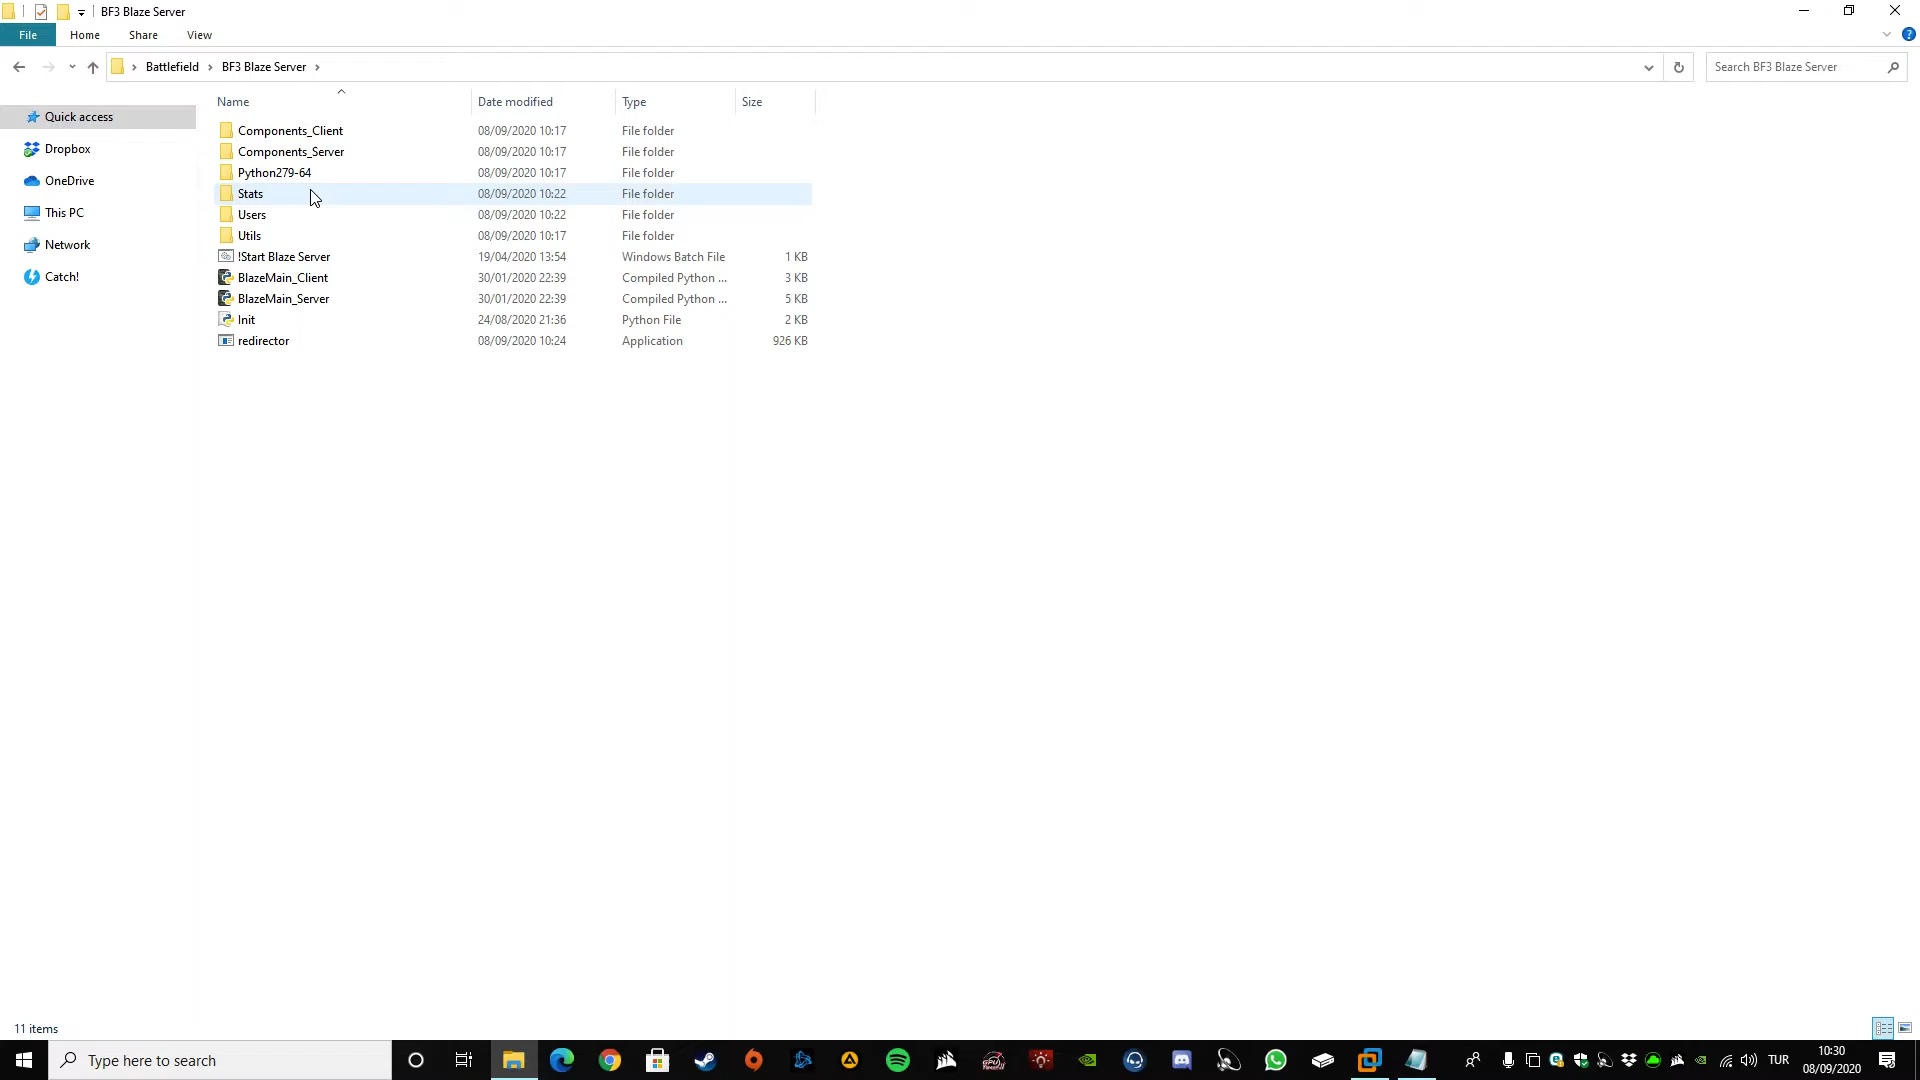 BF3 Blaze Server
File Home Share View
Battlefield BF3 Blaze Server
Search BF3 Blaze Server
Name Date modified Type Size
Quick access
Dropbox
OneDrive
This PC
Network
Catch!
Components_Client 08/09/2020 10:17 File folder
Components_Server 08/09/2020 10:17 File folder
Python279-64 08/09/2020 10:17 File folder
Stats 08/09/2020 10:22 File folder
Users 08/09/2020 10:22 File folder
Utils 08/09/2020 10:17 File folder
!Start Blaze Server 19/04/2020 13:54 Windows Batch File 1 KB
BlazeMain_Client 30/01/2020 22:39 Compiled Python ... 3 KB
BlazeMain_Server 30/01/2020 22:39 Compiled Python ... 5 KB
Init 24/08/2020 21:36 Python File 2 KB
redirector 08/09/2020 10:24 Application 926 KB
11 items
Type here to search
TUR
10:30
08/09/2020